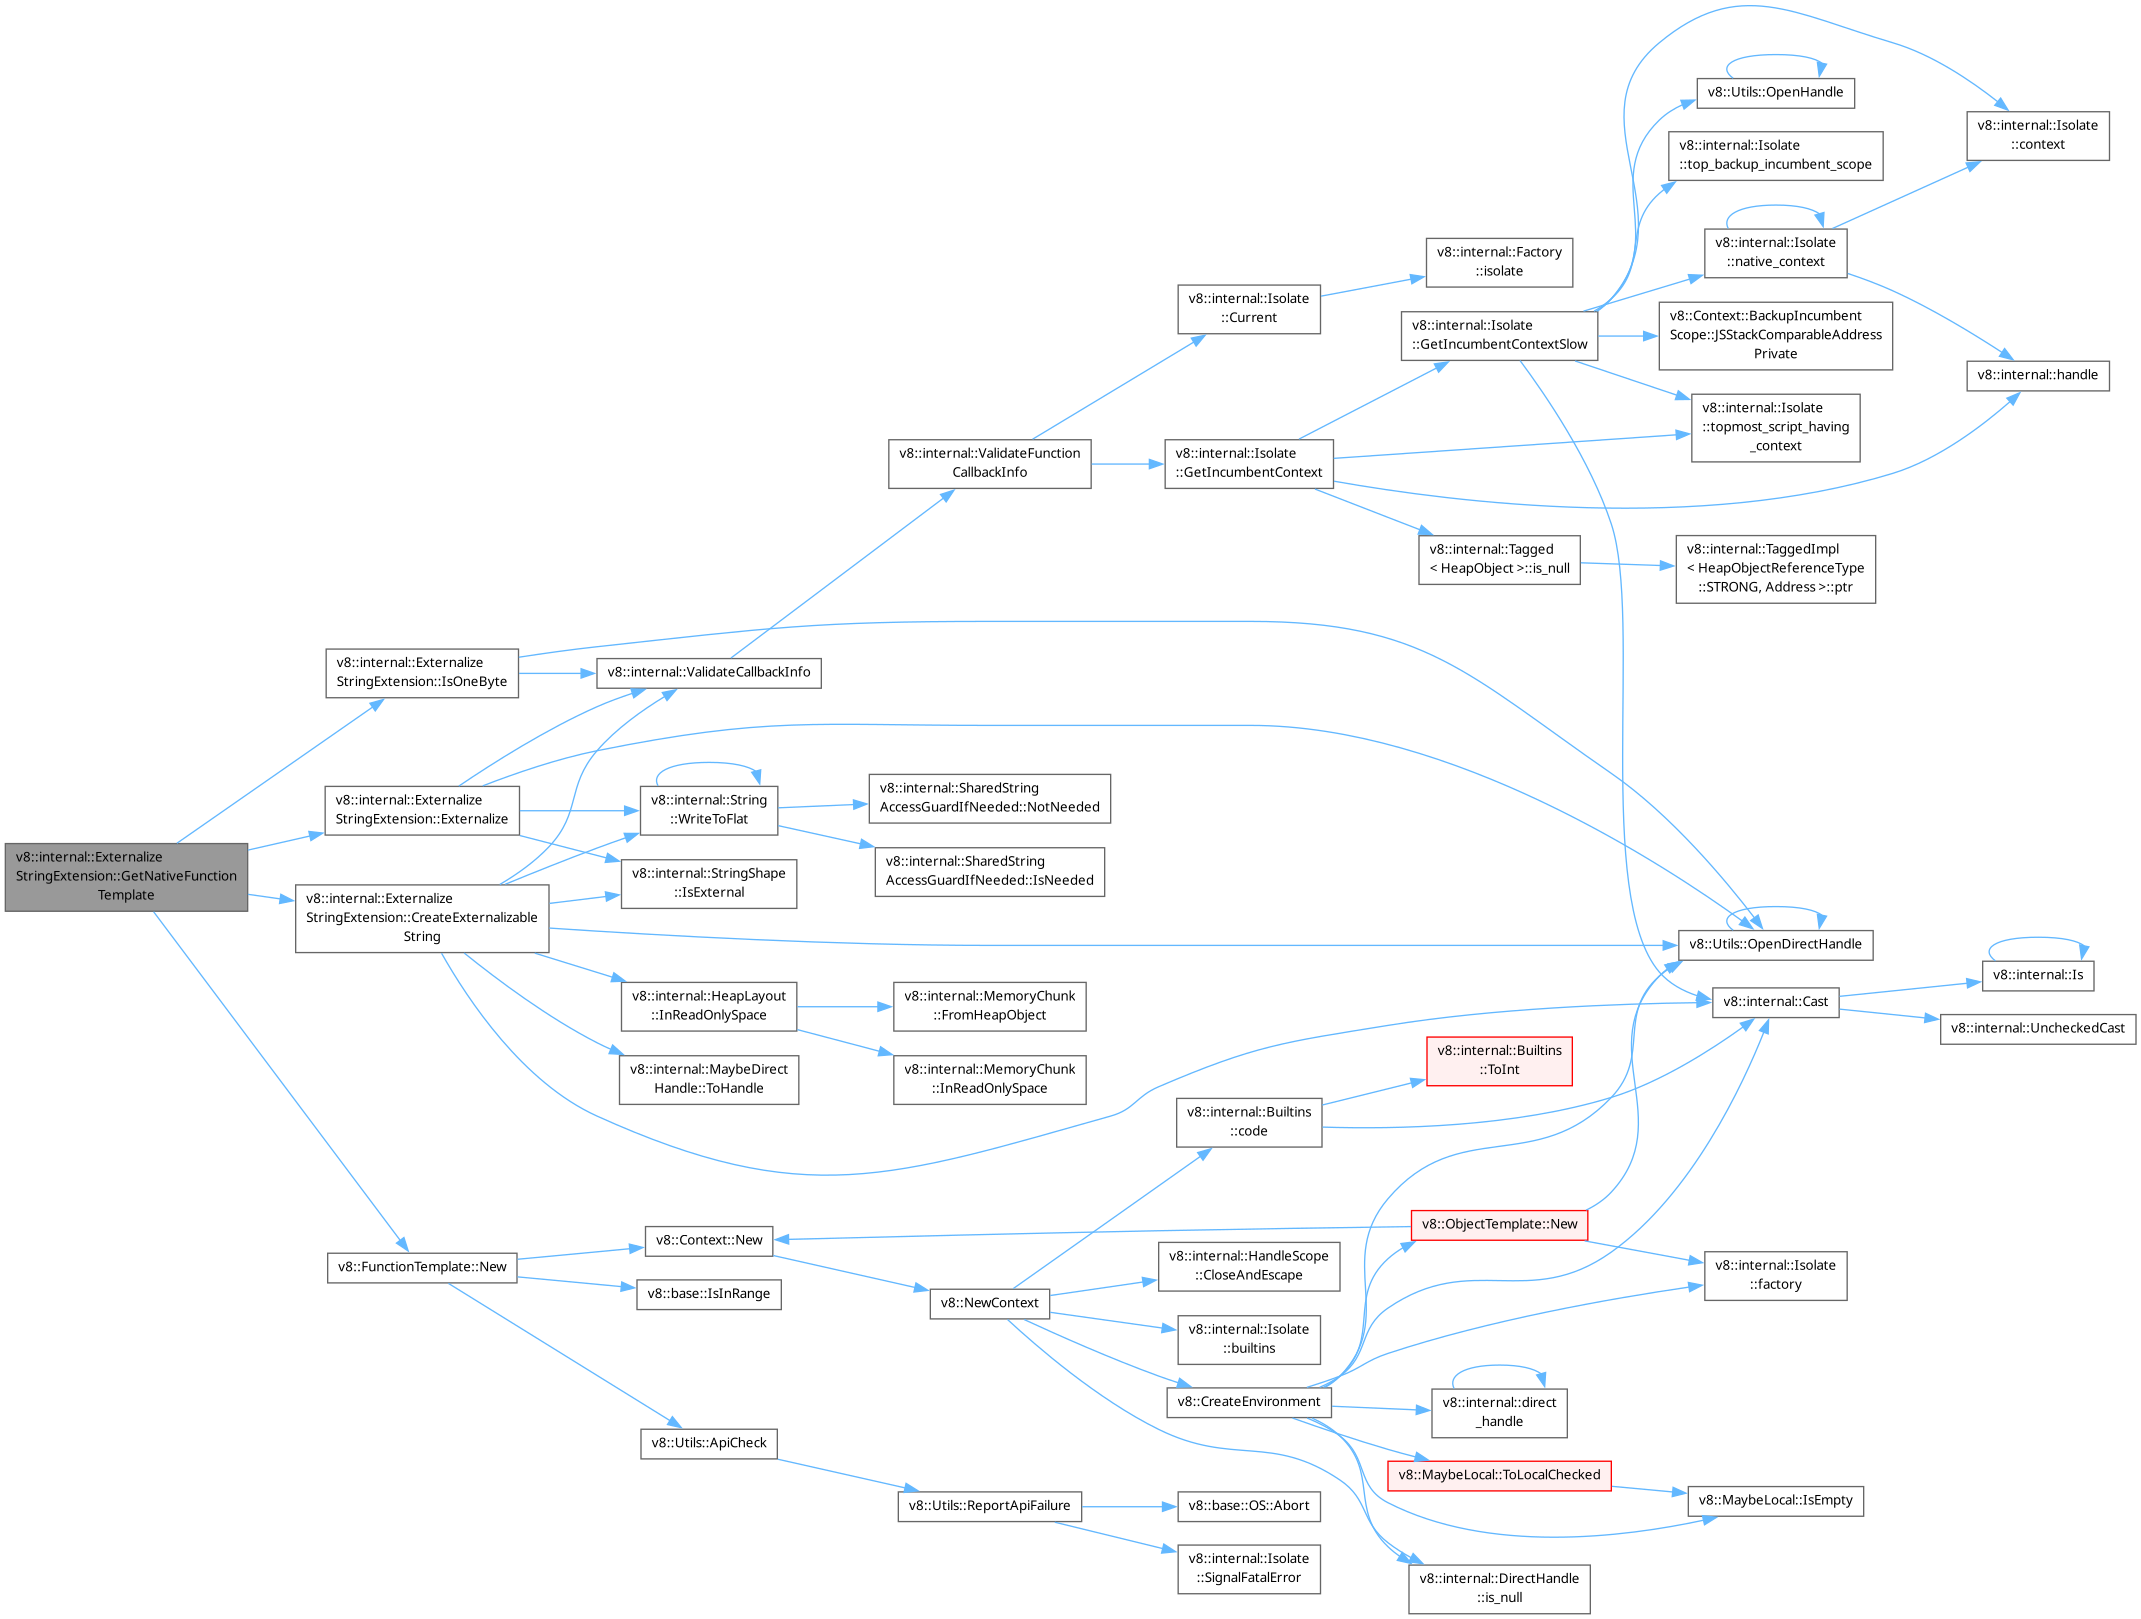 v8::internal::Externalize
StringExtension::GetNativeFunction
Template
v8::internal::Externalize
StringExtension::IsOneByte
v8::internal::Externalize
StringExtension::Externalize
v8::internal::Externalize
StringExtension::CreateExternalizable
String
v8::FunctionTemplate::New
v8::internal::ValidateCallbackInfo
v8::internal::String
::WriteToFlat
v8::internal::StringShape
::IsExternal
v8::internal::HeapLayout
::InReadOnlySpace
v8::internal::MaybeDirect
Handle::ToHandle
v8::Context::New
v8::base::IsInRange
v8::Utils::ApiCheck
v8::internal::ValidateFunction
CallbackInfo
v8::internal::SharedString
AccessGuardIfNeeded::NotNeeded
v8::internal::SharedString
AccessGuardIfNeeded::IsNeeded
v8::internal::MemoryChunk
::FromHeapObject
v8::internal::MemoryChunk
::InReadOnlySpace
v8::NewContext
v8::Utils::ReportApiFailure
v8::internal::Isolate
::Current
v8::internal::Isolate
::GetIncumbentContext
v8::internal::Builtins
::code
v8::internal::HandleScope
::CloseAndEscape
v8::internal::Isolate
::builtins
v8::CreateEnvironment
v8::base::OS::Abort
v8::internal::Isolate
::SignalFatalError
v8::internal::Factory
::isolate
v8::internal::Isolate
::GetIncumbentContextSlow
v8::internal::Tagged
< HeapObject >::is_null
v8::internal::Builtins
::ToInt
v8::ObjectTemplate::New
v8::internal::direct
_handle
v8::MaybeLocal::ToLocalChecked
v8::internal::DirectHandle
::is_null
v8::Utils::OpenHandle
v8::internal::Isolate
::top_backup_incumbent_scope
v8::internal::Isolate
::native_context
v8::Context::BackupIncumbent
Scope::JSStackComparableAddress
Private
v8::internal::Isolate
::topmost_script_having
_context
v8::internal::TaggedImpl
< HeapObjectReferenceType
::STRONG, Address >::ptr
v8::Utils::OpenDirectHandle
v8::internal::Cast
v8::internal::Isolate
::factory
v8::MaybeLocal::IsEmpty
v8::internal::Isolate
::context
v8::internal::handle
v8::internal::Is
v8::internal::UncheckedCast